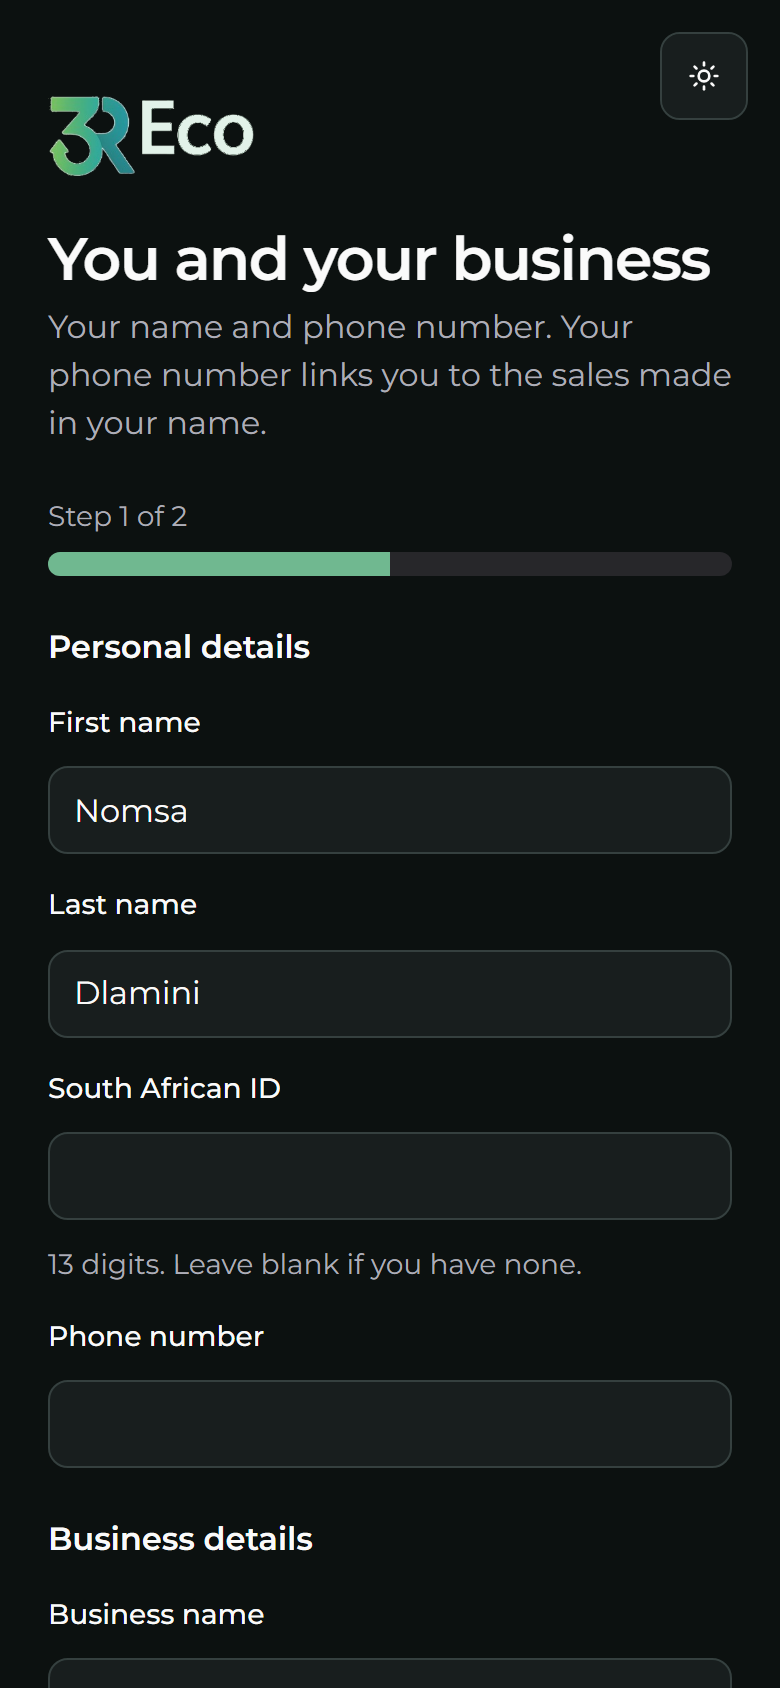 3R Eco
You and your business
Your name and phone number. Your
phone number links you to the sales made
in your name.
Step 1 of 2
Personal details
First name
Nomsa
Last name
Dlamini
South African ID
13 digits. Leave blank if you have none.
Phone number
Business details
Business name